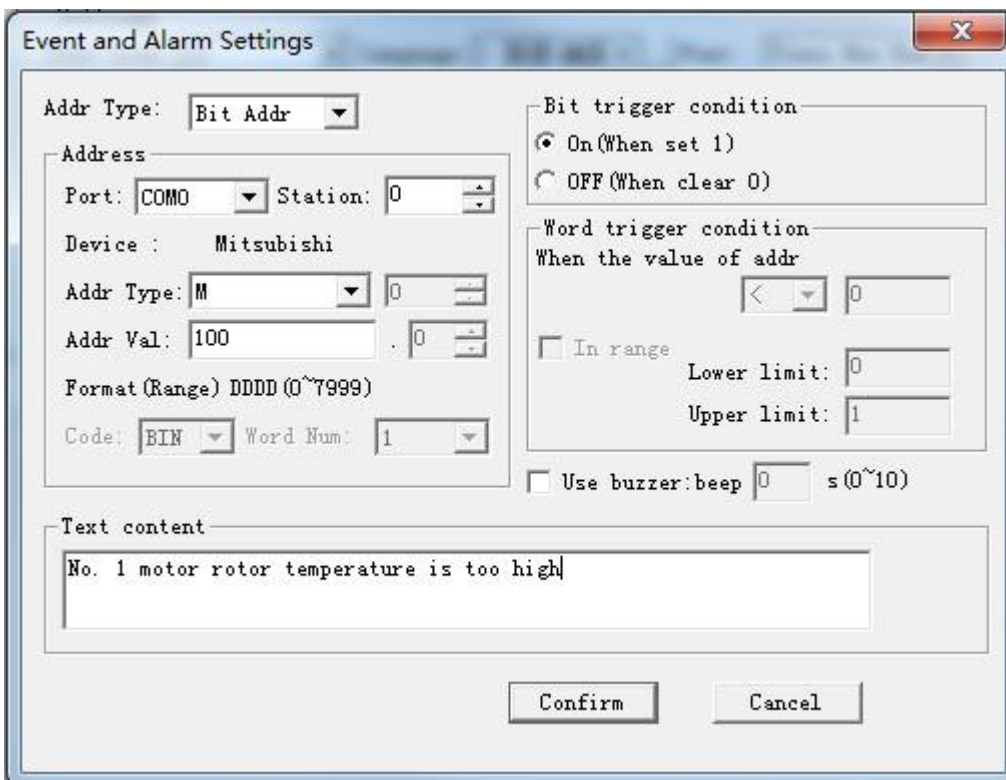 Event and Alarm Settings
Addr Type: Bit Addr
Address
Port: COM0 Station: 0
Device : Mitsubishi
Addr Type: M 0
Addr Val: 100 . 0
Format(Range) DDDD(0~7999)
Code: BIN Word Num: 1
Bit trigger condition
On(When set 1)
OFF(When clear 0)
Word trigger condition
When the value of addr
< 0
In range
Lower limit: 0
Upper limit: 1
Use buzzer:beep 0 s(0~10)
Text content
No. 1 motor rotor temperature is too high
Confirm Cancel